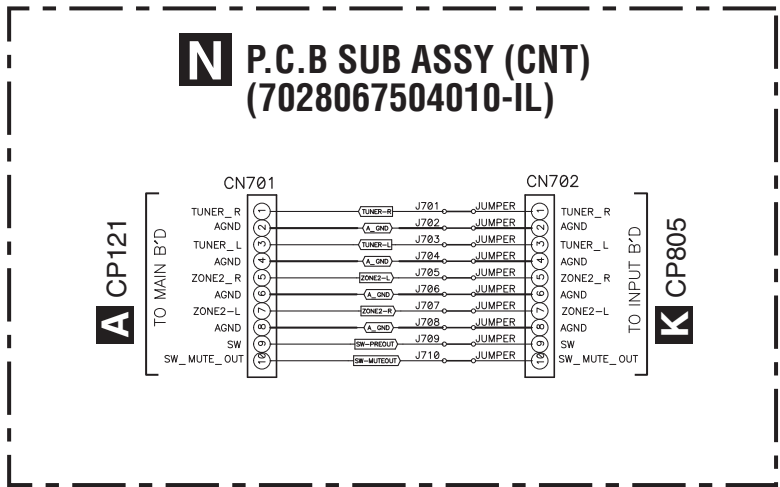 N P.C.B SUB ASSY (CNT)
(7028067504010-IL)
CN701 CN702
TUNER_R 1 TUNER-R J701 JUMPER 1 TUNER_R
AGND 2 A_GND J702 JUMPER 2 AGND
TUNER_L 3 TUNER-L J703 JUMPER 3 TUNER_L
AGND 4 A_GND J704 JUMPER 4 AGND
ZONE2_R 5 ZONE2-L J705 JUMPER 5 ZONE2_R
AGND 6 A_GND J706 JUMPER 6 AGND
ZONE2-L 7 ZONE2-R J707 JUMPER 7 ZONE2-L
AGND 8 A_GND J708 JUMPER 8 AGND
SW 9 SW-PREOUT J709 JUMPER 9 SW
SW_MUTE_OUT 10 SW-MUTEOUT J710 JUMPER 10 SW_MUTE_OUT
A CP121
TO MAIN B'D
TO INPUT B'D
K CP805